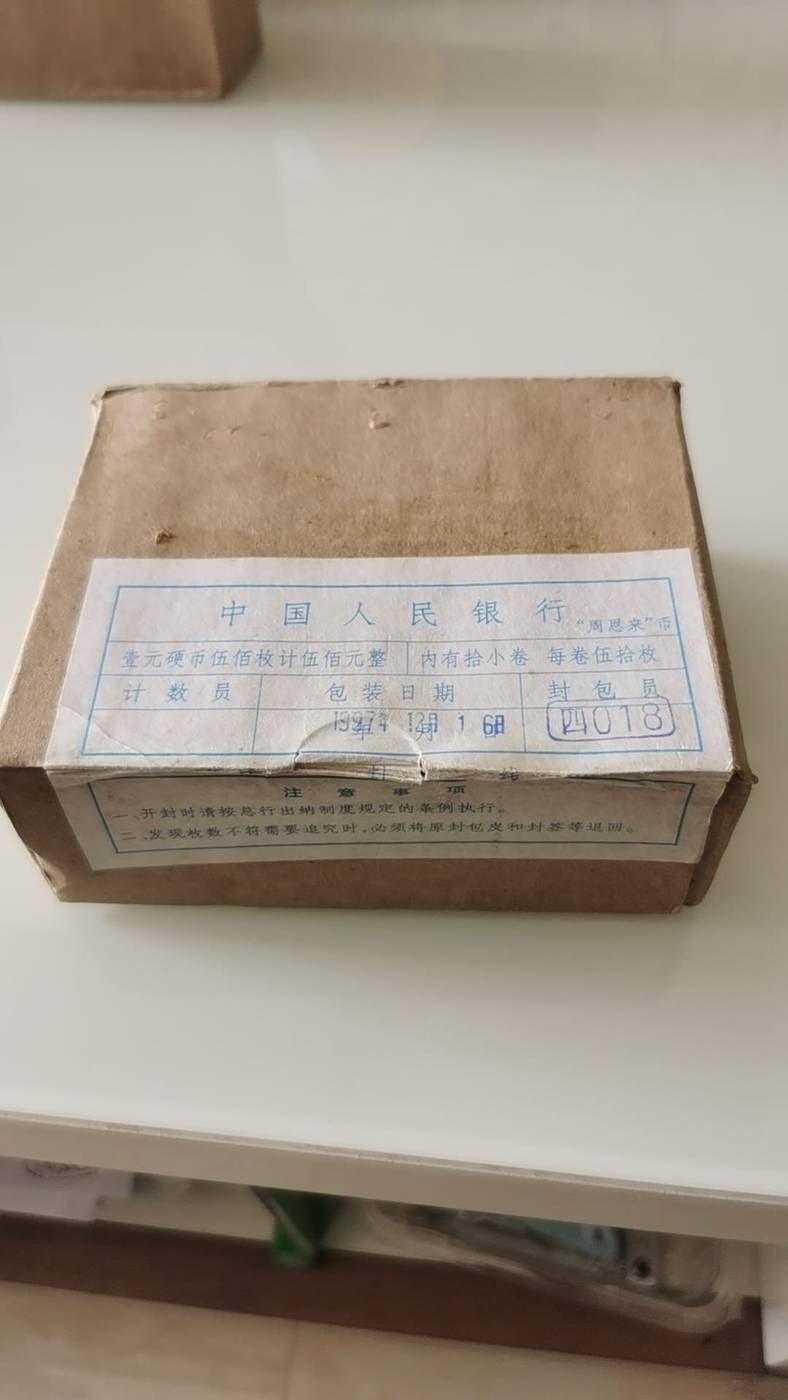 中国人民银行 “周恩来”币
壹元硬币伍佰枚计伍佰元整 内有拾小卷 每卷伍拾枚
计数员 包装日期 封包员
1997年 12月 16日 四4018
封 签
注意事项
一、开封时请按总行出纳制度规定的条例执行。
二、发现枚数不符需要追究时，必须将原封包皮和封签等退回。